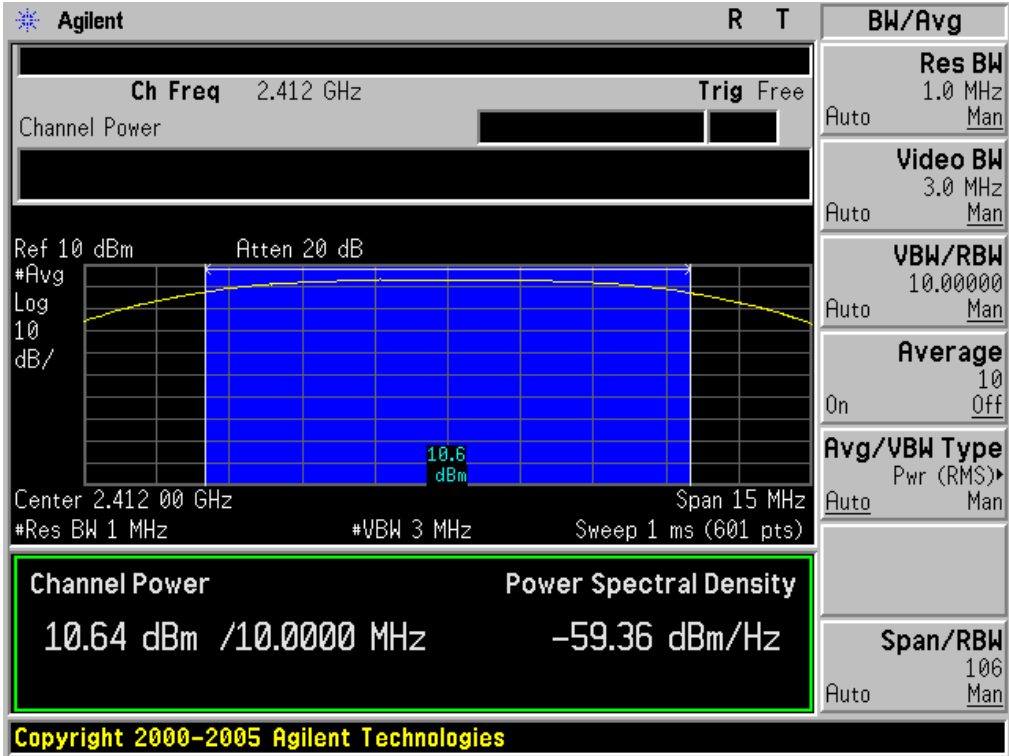 Agilent R T BW/Avg
Ch Freq 2.412 GHz Trig Free
Channel Power
Ref 10 dBm Atten 20 dB
#Avg
Log
10
dB/
10.6
dBm
Center 2.412 00 GHz Span 15 MHz
#Res BW 1 MHz #VBW 3 MHz Sweep 1 ms (601 pts)
Channel Power Power Spectral Density
10.64 dBm /10.0000 MHz -59.36 dBm/Hz
Res BW
1.0 MHz
Auto Man
Video BW
3.0 MHz
Auto Man
VBW/RBW
10.00000
Auto Man
Average
10
On Off
Avg/VBW Type
Pwr (RMS)
Auto Man
Span/RBW
106
Auto Man
Copyright 2000-2005 Agilent Technologies